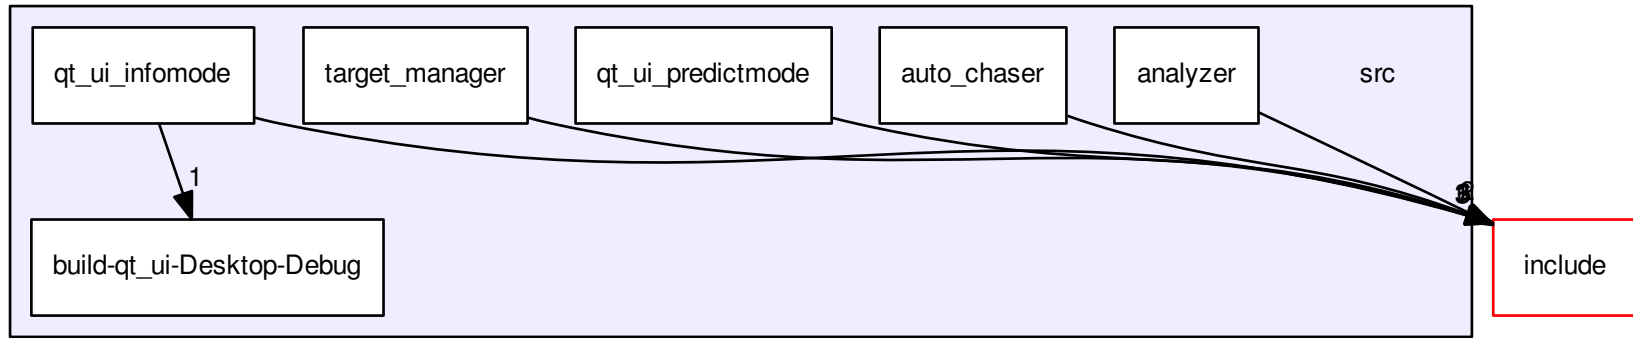 qt_ui_infomode
target_manager
qt_ui_predictmode
auto_chaser
analyzer
src
1
build-qt_ui-Desktop-Debug
include